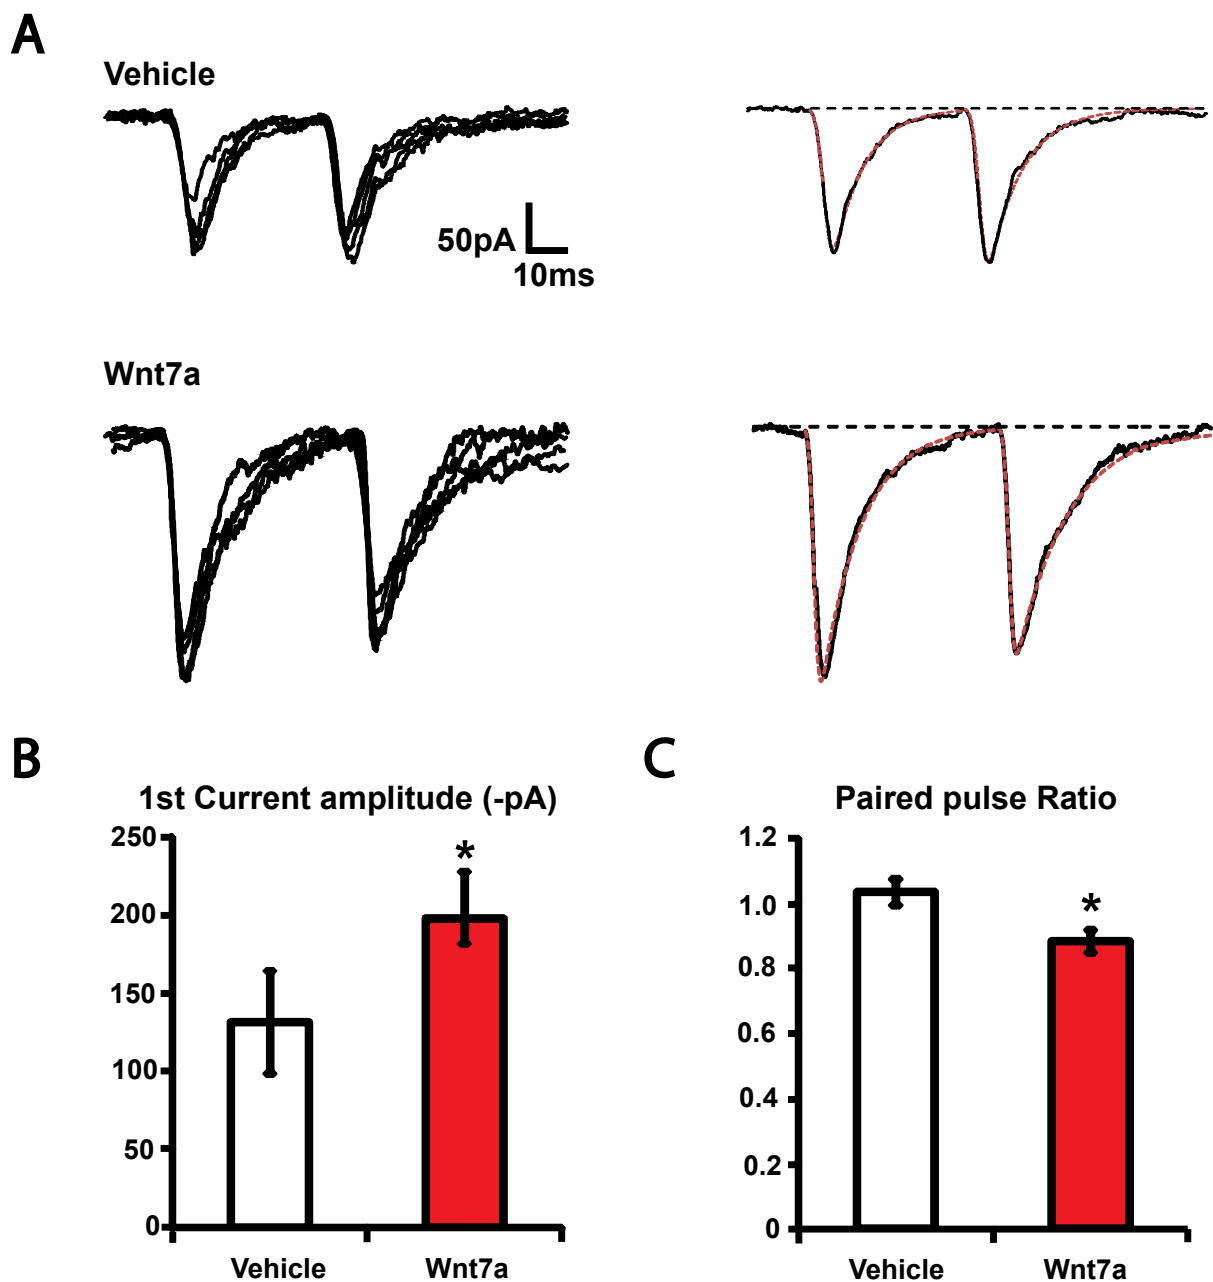 A
Vehicle
50pA
10ms
Wnt7a
B
C
1st Current amplitude (-pA)
250
200
150
100
50
0
*
Vehicle
Wnt7a
Paired pulse Ratio
1.2
1.0
0.8
0.6
0.4
0.2
0
*
Vehicle
Wnt7a